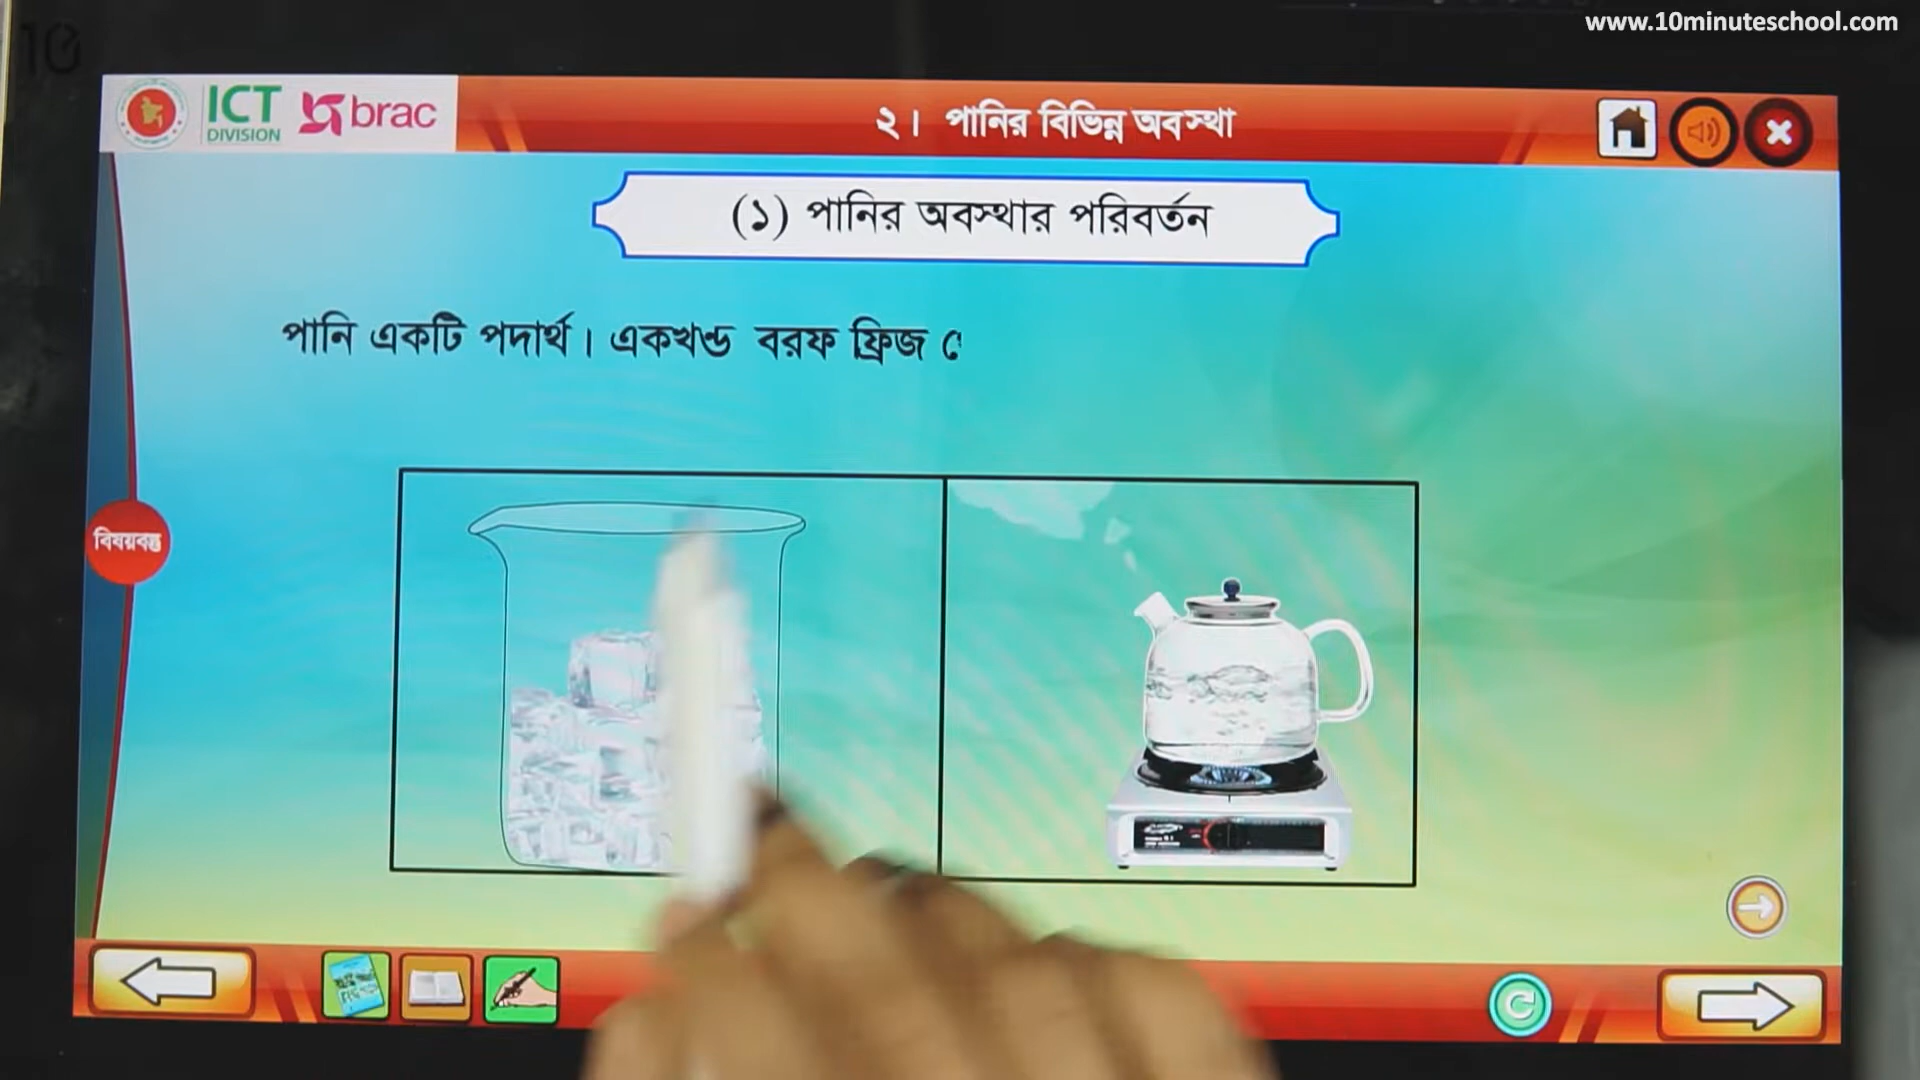 www.10minuteschool.com
10
ICT
DIVISION
brac
২। পানির বিভিন্ন অবস্থা
(১) পানির অবস্থার পরিবর্তন
পানি একটি পদার্থ। একখন্ড বরফ ফ্রিজ
বিষয়বস্তু